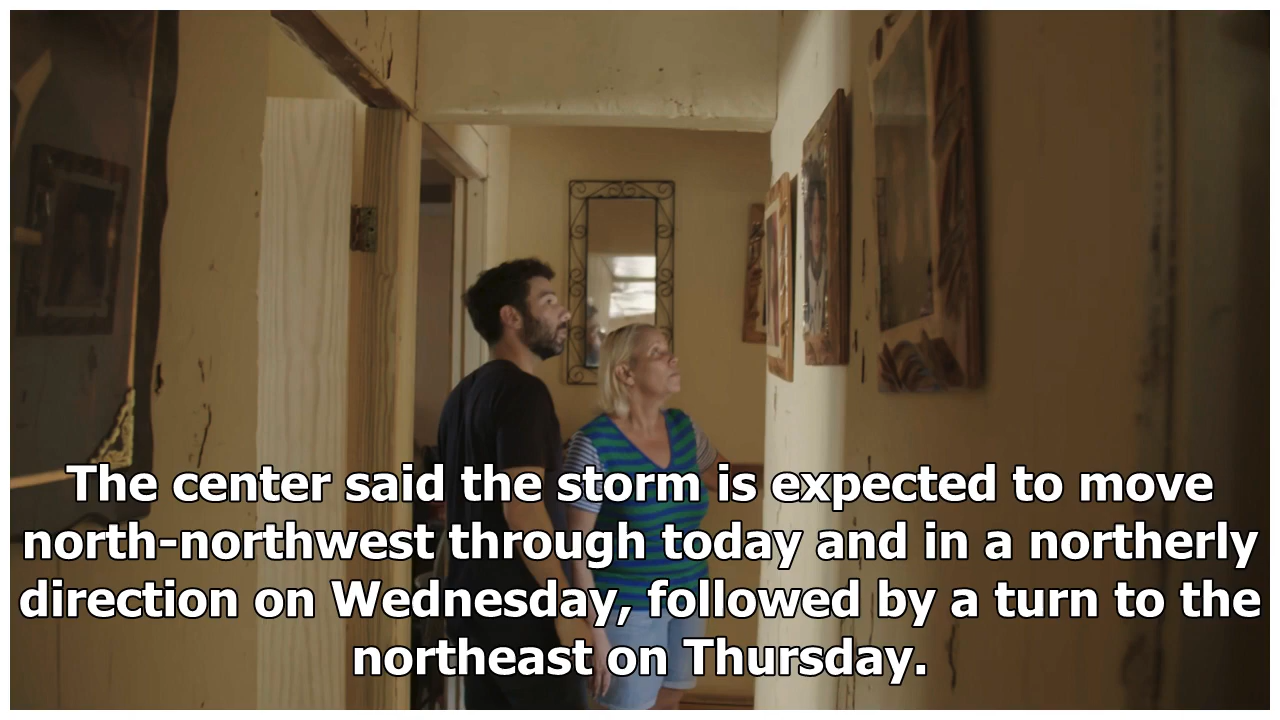 The center said the storm is expected to move
north-northwest through today and in a northerly
direction on Wednesday, followed by a turn to the
northeast on Thursday.